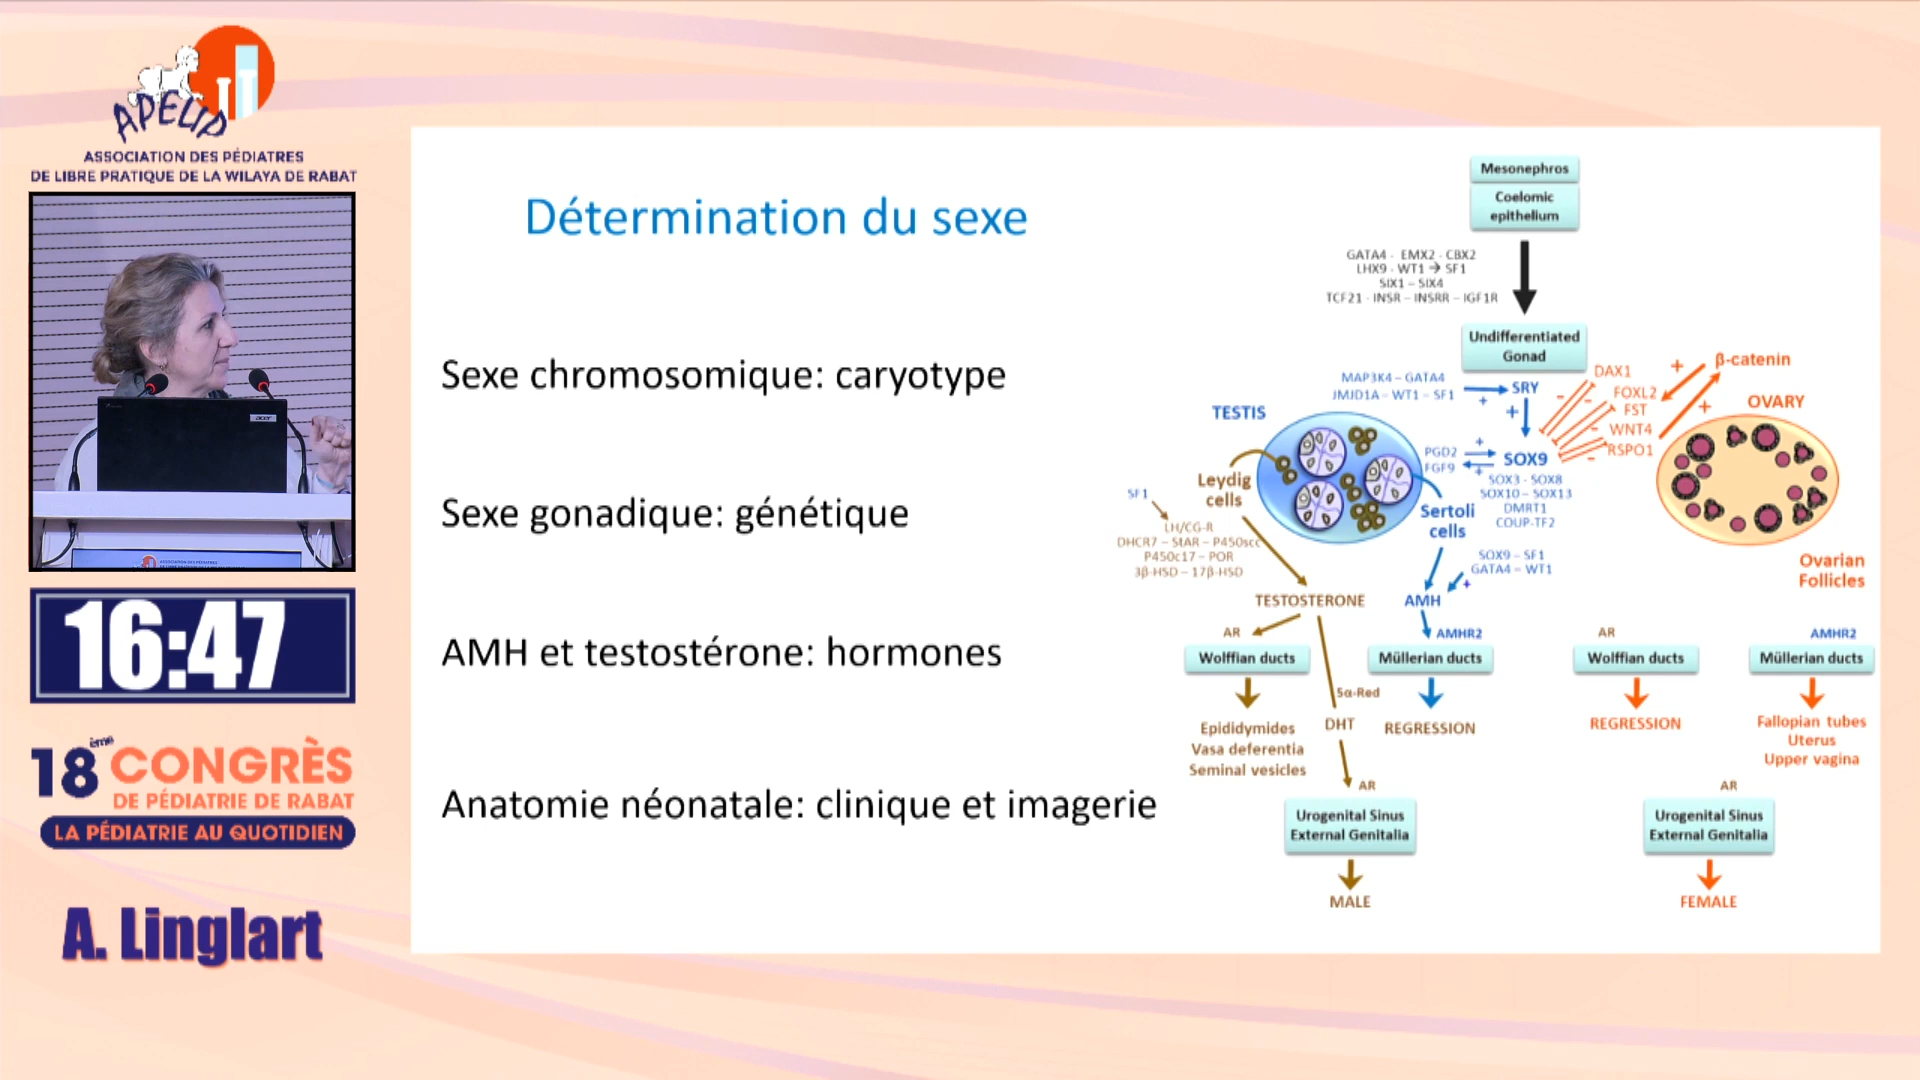 APELIP
ASSOCIATION DES PÉDIATRES
DE LIBRE PRATIQUE DE LA WILAYA DE RABAT
acer
16:47
18ème CONGRÈS
DE PÉDIATRIE DE RABAT
LA PÉDIATRIE AU QUOTIDIEN
A. Linglart
Détermination du sexe
Sexe chromosomique: caryotype
Sexe gonadique: génétique
AMH et testostérone: hormones
Anatomie néonatale: clinique et imagerie
Mesonephros
Coelomic
epithelium
GATA4 - EMX2 - CBX2
LHX9 - WT1 → SF1
SIX1 – SIX4
TCF21 - INSR – INSRR – IGF1R
Undifferentiated
Gonad
MAP3K4 – GATA4
JMJD1A – WT1 – SF1
+
SRY
+
DAX1
FOXL2
FST
WNT4
RSPO1
+
β-catenin
+
TESTIS
OVARY
PGD2
FGF9
+
+
SOX9
SOX3 - SOX8
SOX10 – SOX13
DMRT1
COUP-TF2
Leydig
cells
Sertoli
cells
SF1
LH/CG-R
DHCR7 – StAR – P450scc
P450c17 – POR
3β-HSD – 17β-HSD
SOX9 – SF1
GATA4 – WT1
+
Ovarian
Follicles
TESTOSTERONE
AMH
AR
AMHR2
AR
AMHR2
Wolffian ducts
Müllerian ducts
Wolffian ducts
Müllerian ducts
5α-Red
Epididymides
Vasa deferentia
Seminal vesicles
DHT
REGRESSION
REGRESSION
Fallopian tubes
Uterus
Upper vagina
AR
AR
Urogenital Sinus
External Genitalia
Urogenital Sinus
External Genitalia
MALE
FEMALE